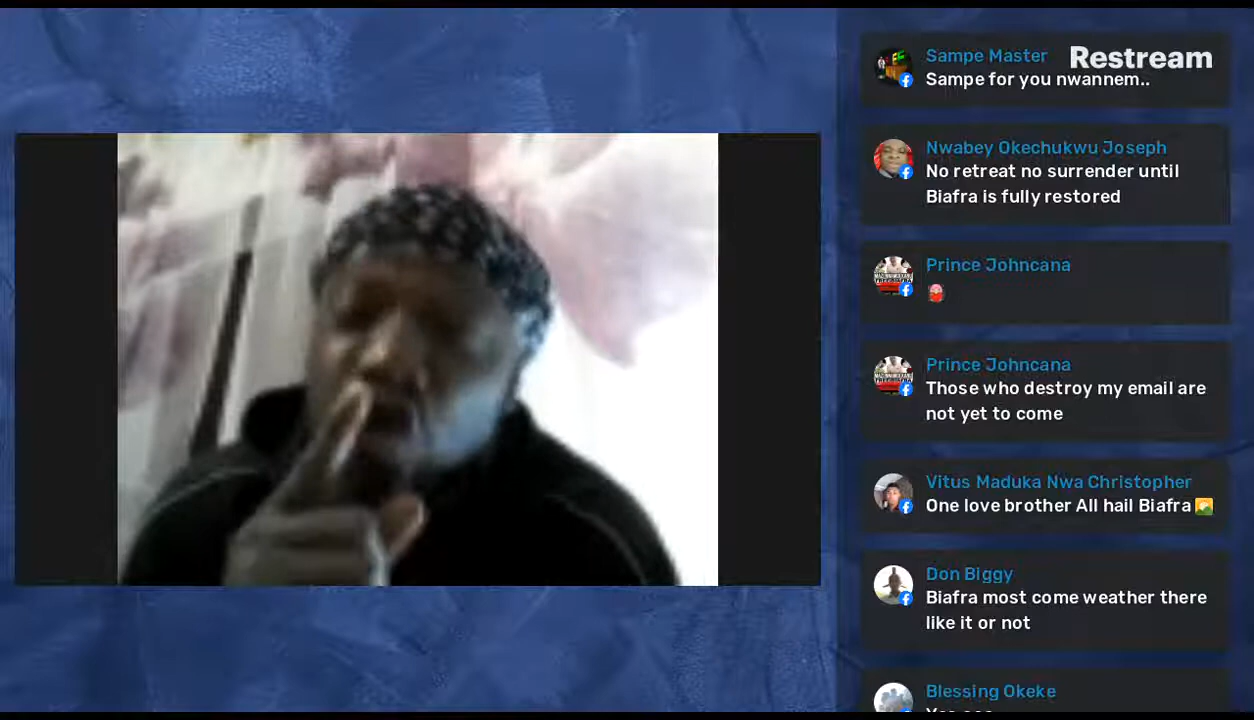 Restream
Sampe Master
Sampe for you nwannem..
Nwabey Okechukwu Joseph
No retreat no surrender until
Biafra is fully restored
Prince Johncana
Prince Johncana
Those who destroy my email are
not yet to come
Vitus Maduka Nwa Christopher
One love brother All hail Biafra
Don Biggy
Biafra most come weather there
like it or not
Blessing Okeke